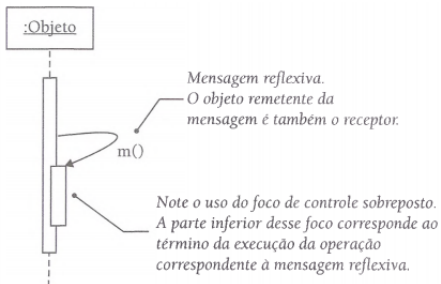 :Objeto
Mensagem reflexiva.
O objeto remetente da
mensagem é também o receptor.
m()
Note o uso do foco de controle sobreposto.
A parte inferior desse foco corresponde ao
término da execução da operação
correspondente à mensagem reflexiva.